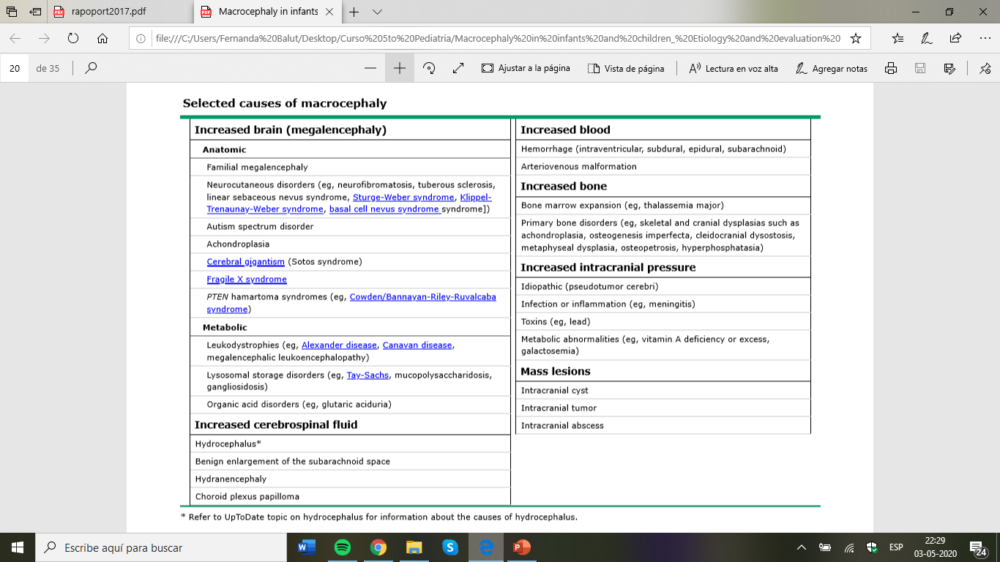 rapoport2017.pdf
Macrocephaly in infants
file:///C:/Users/Fernanda%20Balut/Desktop/Curso%205to%20Pediatria/Macrocephaly%20in%20infants%20and%20children_%20Etiology%20and%20evaluation%20
20 de 35
Ajustar a la página
Vista de página
Lectura en voz alta
Agregar notas
Selected causes of macrocephaly
Increased brain (megalencephaly)
Anatomic
Familial megalencephaly
Neurocutaneous disorders (eg, neurofibromatosis, tuberous sclerosis,
linear sebaceous nevus syndrome, Sturge-Weber syndrome, Klippel-
Trenaunay-Weber syndrome, basal cell nevus syndrome syndrome])
Autism spectrum disorder
Achondroplasia
Cerebral gigantism (Sotos syndrome)
Fragile X syndrome
PTEN hamartoma syndromes (eg, Cowden/Bannayan-Riley-Ruvalcaba
syndrome)
Metabolic
Leukodystrophies (eg, Alexander disease, Canavan disease,
megalencephalic leukoencephalopathy)
Lysosomal storage disorders (eg, Tay-Sachs, mucopolysaccharidosis,
gangliosidosis)
Organic acid disorders (eg, glutaric aciduria)
Increased cerebrospinal fluid
Hydrocephalus*
Benign enlargement of the subarachnoid space
Hydranencephaly
Choroid plexus papilloma
Increased blood
Hemorrhage (intraventricular, subdural, epidural, subarachnoid)
Arteriovenous malformation
Increased bone
Bone marrow expansion (eg, thalassemia major)
Primary bone disorders (eg, skeletal and cranial dysplasias such as
achondroplasia, osteogenesis imperfecta, cleidocranial dysostosis,
metaphyseal dysplasia, osteopetrosis, hyperphosphatasia)
Increased intracranial pressure
Idiopathic (pseudotumor cerebri)
Infection or inflammation (eg, meningitis)
Toxins (eg, lead)
Metabolic abnormalities (eg, vitamin A deficiency or excess,
galactosemia)
Mass lesions
Intracranial cyst
Intracranial tumor
Intracranial abscess
* Refer to UpToDate topic on hydrocephalus for information about the causes of hydrocephalus.
Escribe aquí para buscar
ESP
22:29
03-05-2020
24